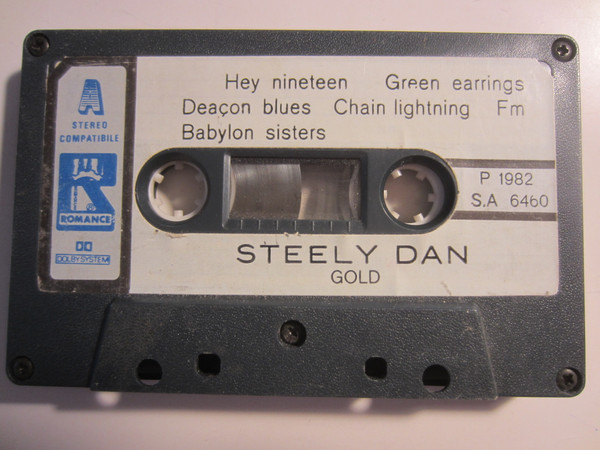 A
STEREO
COMPATIBILE
ROMANCE
DOLBY SYSTEM
Hey nineteen Green earrings
Deaçon blues Chain lightning Fm
Babylon sisters
P 1982
S.A 6460
STEELY DAN
GOLD